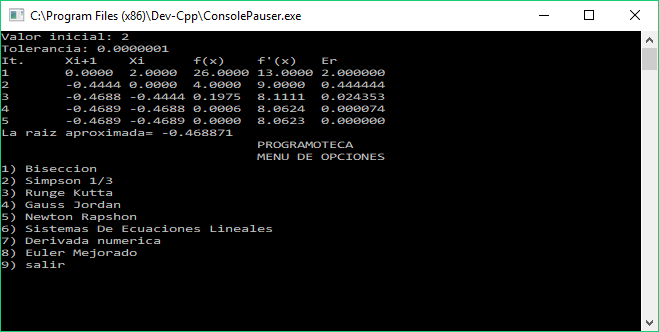 C:\Program Files (x86)\Dev-Cpp\ConsolePauser.exe
Valor inicial: 2
Tolerancia: 0.0000001
It. Xi+1 Xi f(x) f'(x) Er
1 0.0000 2.0000 26.0000 13.0000 2.000000
2 -0.4444 0.0000 4.0000 9.0000 0.444444
3 -0.4688 -0.4444 0.1975 8.1111 0.024353
4 -0.4689 -0.4688 0.0006 8.0624 0.000074
5 -0.4689 -0.4689 0.0000 8.0623 0.000000
La raiz aproximada= -0.468871
PROGRAMOTECA
MENU DE OPCIONES
1) Biseccion
2) Simpson 1/3
3) Runge Kutta
4) Gauss Jordan
5) Newton Rapshon
6) Sistemas De Ecuaciones Lineales
7) Derivada numerica
8) Euler Mejorado
9) salir